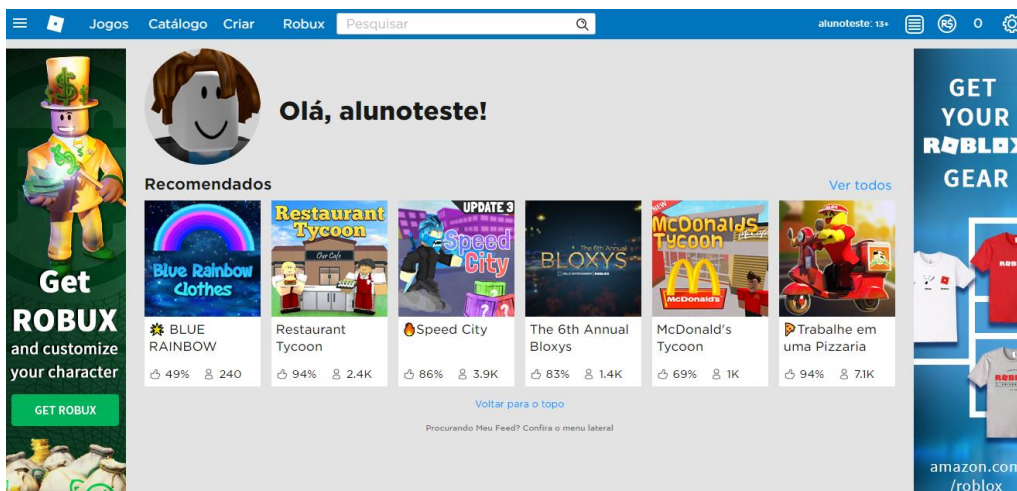 Jogos Catálogo Criar Robux Pesquisar alunoteste: 13+ R$ 0
Olá, alunoteste!
Recomendados Ver todos
Blue Rainbow
Clothes
BLUE
RAINBOW
49% 240
Restaurant
Tycoon
Our Cafe
Restaurant
Tycoon
94% 2.4K
UPDATE 3
Speed
City
Speed City
86% 3.9K
The 6th Annual
BLOXYS
The 6th Annual
Bloxys
83% 1.4K
NEW
McDonalds
Tycoon
McDonald's
McDonald's
Tycoon
69% 1K
Trabalhe em
uma Pizzaria
94% 7.1K
Voltar para o topo
Procurando Meu Feed? Confira o menu lateral
Get
ROBUX
and customize
your character
GET ROBUX
GET
YOUR
ROBLOX
GEAR
amazon.com
/roblox